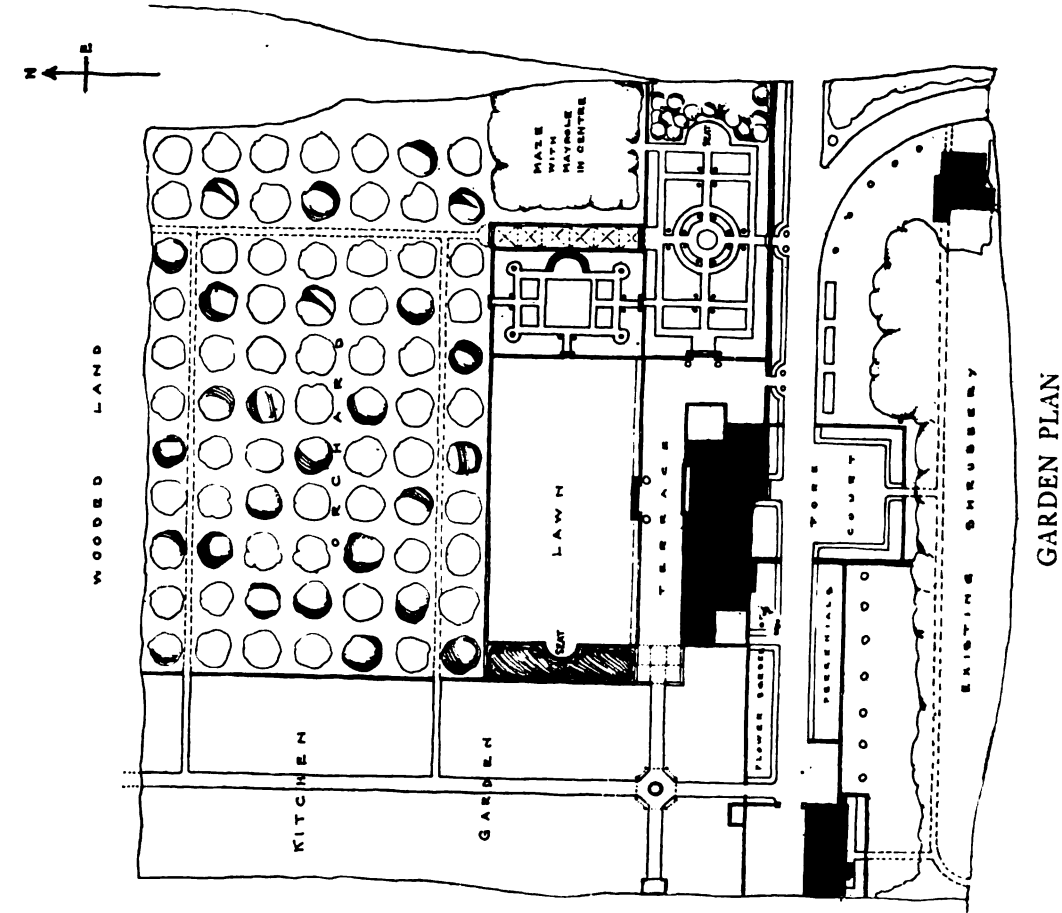 N
E
WOODED LAND
KITCHEN
GARDEN
ORCHARD
MAZE
WITH
MAYPOLE
IN CENTRE
LAWN
SEAT
TERRACE
SEAT
FLOWER GARDEN
PERENNIALS
FORE
COURT
EXISTING SHRUBBERY
GARDEN PLAN